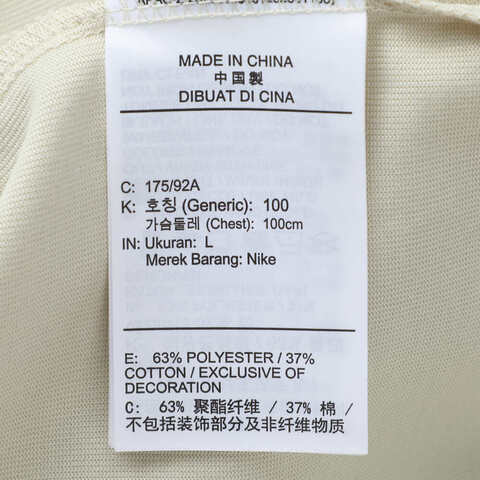 MADE IN CHINA
中国製
DIBUAT DI CINA
C: 175/92A
K: 호칭 (Generic): 100
가슴둘레 (Chest): 100cm
IN: Ukuran: L
Merek Barang: Nike
E: 63% POLYESTER / 37%
COTTON / EXCLUSIVE OF
DECORATION
C: 63% 聚酯纤维 / 37% 棉 /
不包括装饰部分及非纤维物质